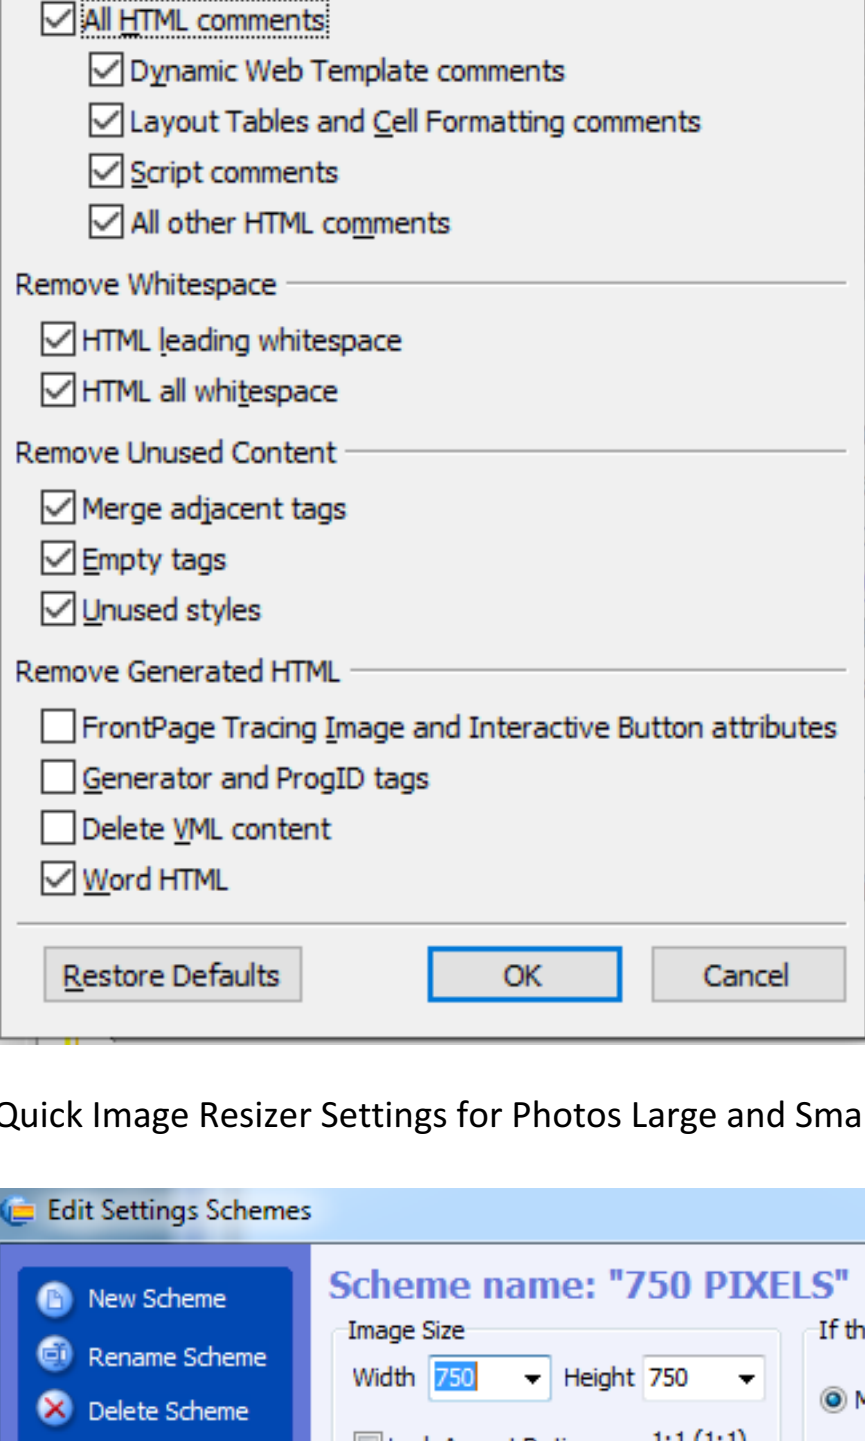 All HTML comments
Dynamic Web Template comments
Layout Tables and Cell Formatting comments
Script comments
All other HTML comments
Remove Whitespace
HTML leading whitespace
HTML all whitespace
Remove Unused Content
Merge adjacent tags
Empty tags
Unused styles
Remove Generated HTML
FrontPage Tracing Image and Interactive Button attributes
Generator and ProgID tags
Delete VML content
Word HTML
Restore Defaults OK Cancel
Quick Image Resizer Settings for Photos Large and
Edit Settings Schemes
Scheme name: "750 PIXELS"
New Scheme
Rename Scheme
Delete Scheme
Image Size
Width 750 Height 750
1:1 (1:1)